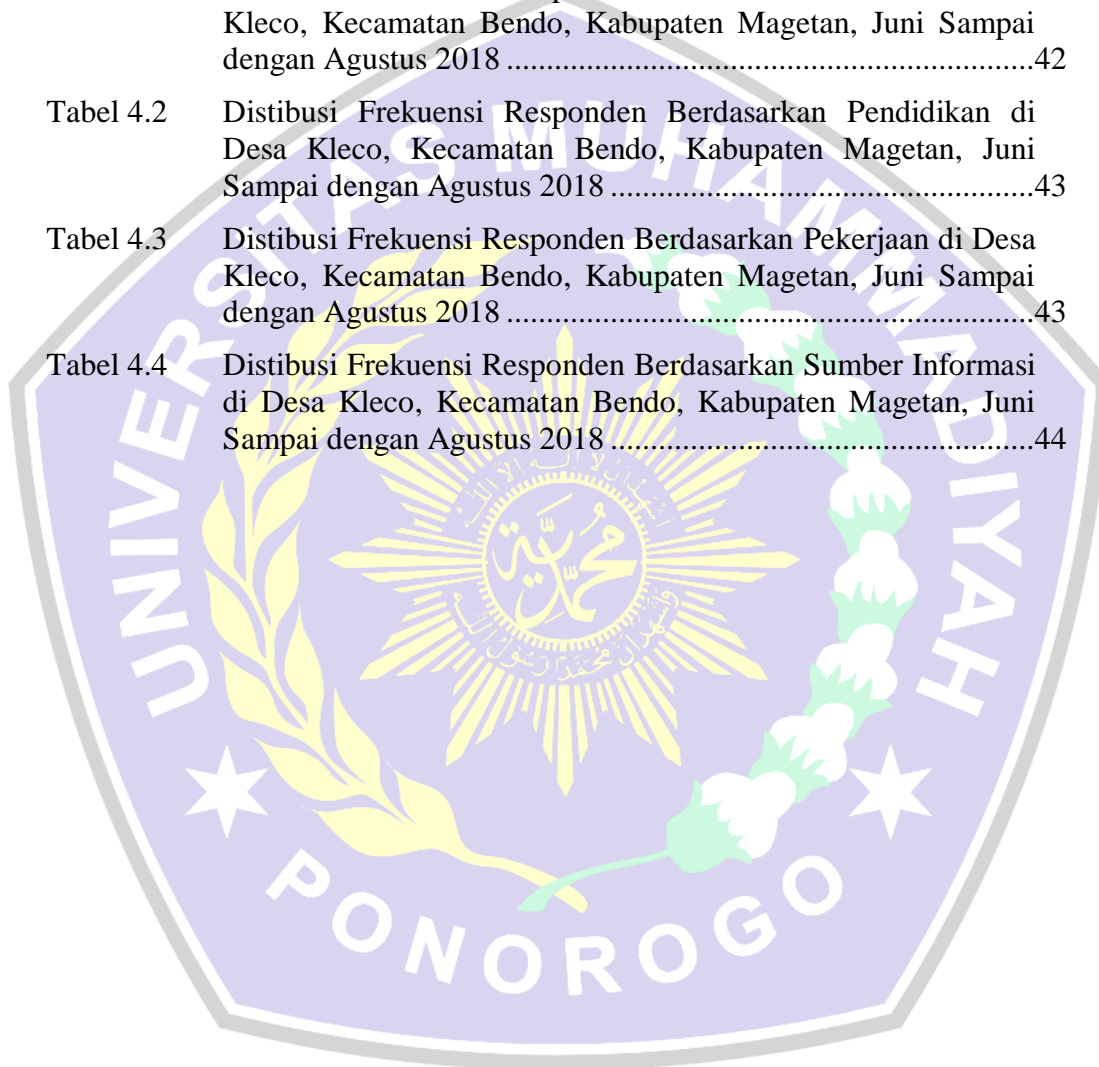 Kleco, Kecamatan Bendo, Kabupaten Magetan, Juni Sampai
dengan Agustus 2018 ..................................................................42
Tabel 4.2 Distibusi Frekuensi Responden Berdasarkan Pendidikan di
Desa Kleco, Kecamatan Bendo, Kabupaten Magetan, Juni
Sampai dengan Agustus 2018 .....................................................43
Tabel 4.3 Distibusi Frekuensi Responden Berdasarkan Pekerjaan di Desa
Kleco, Kecamatan Bendo, Kabupaten Magetan, Juni Sampai
dengan Agustus 2018 ..................................................................43
Tabel 4.4 Distibusi Frekuensi Responden Berdasarkan Sumber Informasi
di Desa Kleco, Kecamatan Bendo, Kabupaten Magetan, Juni
Sampai dengan Agustus 2018 .....................................................44
UNIVERSITAS MUHAMMADIYAH
PONOROGO
محمدية